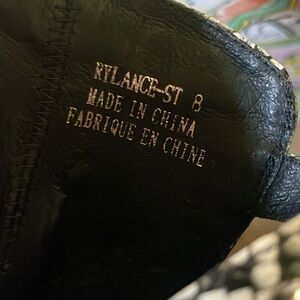 RYLANCE-ST 8
MADE IN CHINA
FABRIQUE EN CHINE